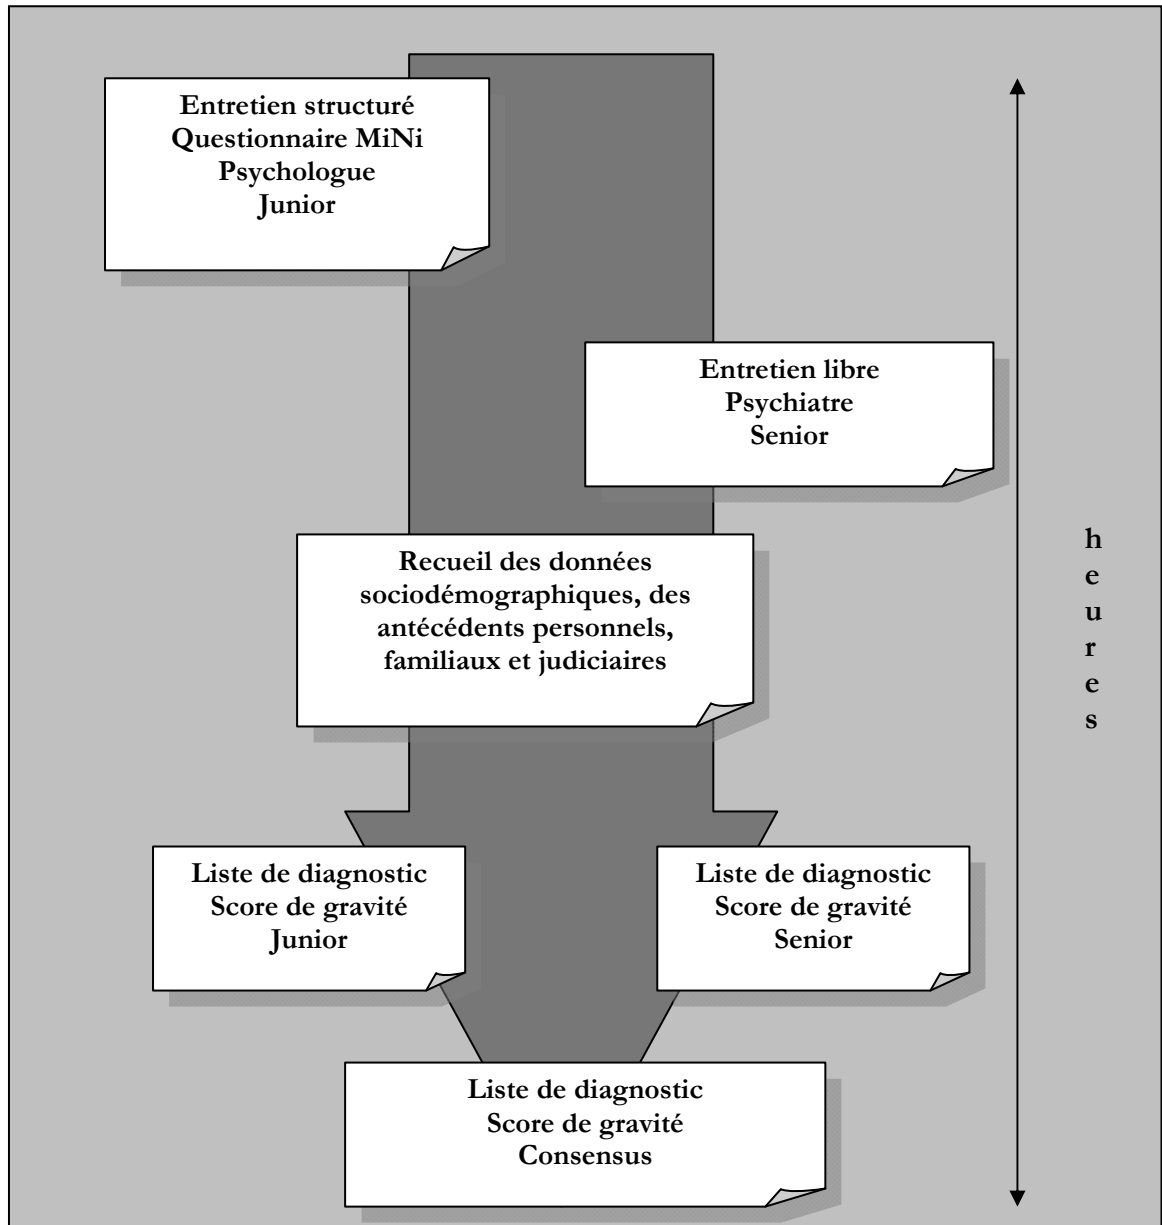 Entretien structuré
Questionnaire MiNi
Psychologue
Junior
Entretien libre
Psychiatre
Senior
Recueil des données
sociodémographiques, des
antécédents personnels,
familiaux et judiciaires
heures
Liste de diagnostic
Score de gravité
Junior
Liste de diagnostic
Score de gravité
Senior
Liste de diagnostic
Score de gravité
Consensus